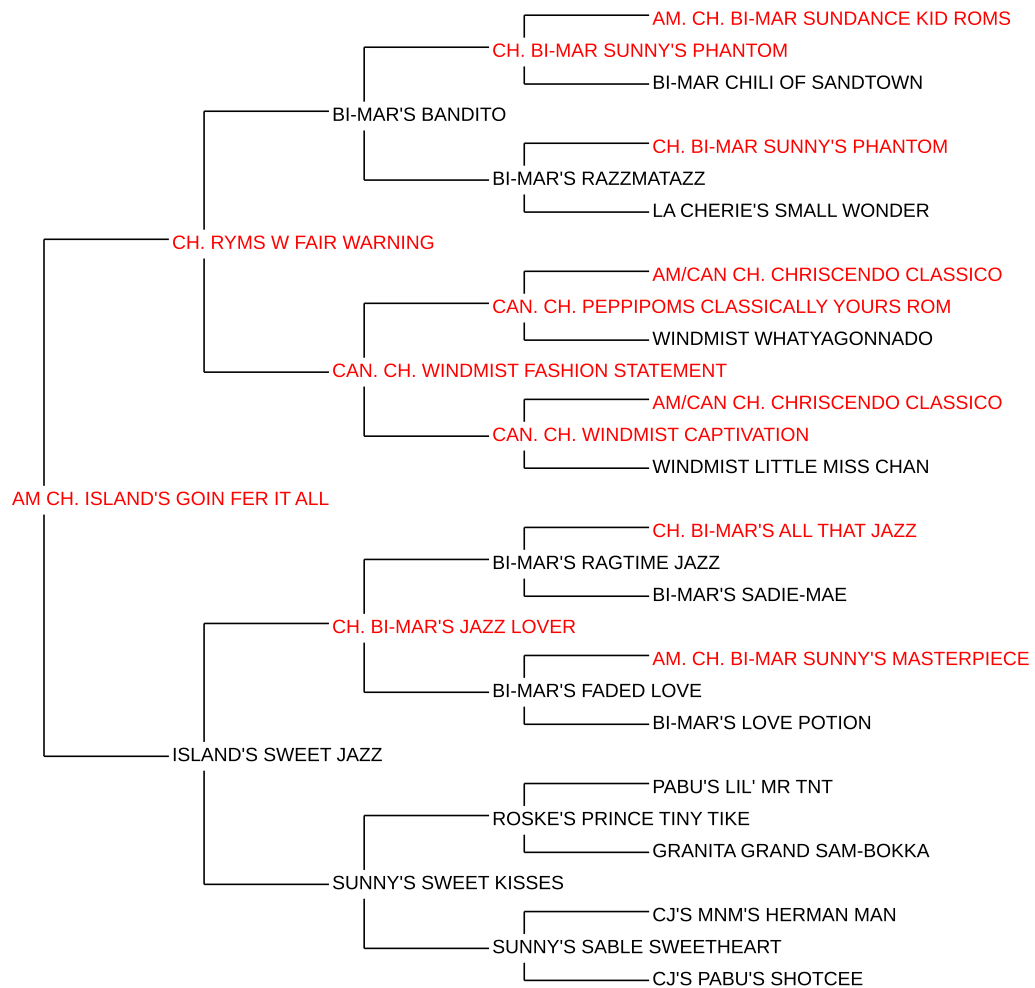 AM. CH. BI-MAR SUNDANCE KID ROMS
CH. BI-MAR SUNNY'S PHANTOM
BI-MAR CHILI OF SANDTOWN
BI-MAR'S BANDITO
CH. BI-MAR SUNNY'S PHANTOM
BI-MAR'S RAZZMATAZZ
LA CHERIE'S SMALL WONDER
CH. RYMS W FAIR WARNING
AM/CAN CH. CHRISCENDO CLASSICO
CAN. CH. PEPPIPOMS CLASSICALLY YOURS ROM
WINDMIST WHATYAGONNADO
CAN. CH. WINDMIST FASHION STATEMENT
AM/CAN CH. CHRISCENDO CLASSICO
CAN. CH. WINDMIST CAPTIVATION
WINDMIST LITTLE MISS CHAN
AM CH. ISLAND'S GOIN FER IT ALL
CH. BI-MAR'S ALL THAT JAZZ
BI-MAR'S RAGTIME JAZZ
BI-MAR'S SADIE-MAE
CH. BI-MAR'S JAZZ LOVER
AM. CH. BI-MAR SUNNY'S MASTERPIECE
BI-MAR'S FADED LOVE
BI-MAR'S LOVE POTION
ISLAND'S SWEET JAZZ
PABU'S LIL' MR TNT
ROSKE'S PRINCE TINY TIKE
GRANITA GRAND SAM-BOKKA
SUNNY'S SWEET KISSES
CJ'S MNM'S HERMAN MAN
SUNNY'S SABLE SWEETHEART
CJ'S PABU'S SHOTCEE